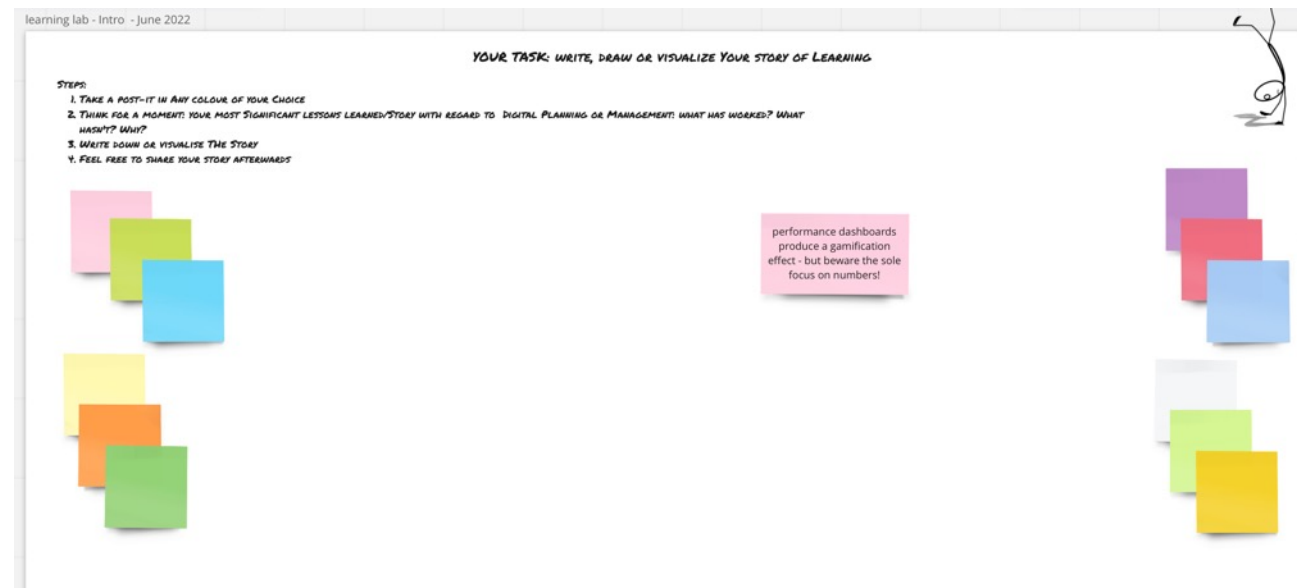 learning lab - Intro - June 2022
YOUR TASK: WRITE, DRAW OR VISUALIZE YOUR STORY OF LEARNING
STEPS:
1. TAKE A POST-IT IN ANY COLOUR OF YOUR CHOICE
2. THINK FOR A MOMENT: YOUR MOST SIGNIFICANT LESSONS LEARNED/STORY WITH REGARD TO DIGITAL PLANNING OR MANAGEMENT: WHAT HAS WORKED? WHAT
HASN'T? WHY?
3. WRITE DOWN OR VISUALISE THE STORY
4. FEEL FREE TO SHARE YOUR STORY AFTERWARDS
performance dashboards
produce a gamification
effect - but beware the sole
focus on numbers!